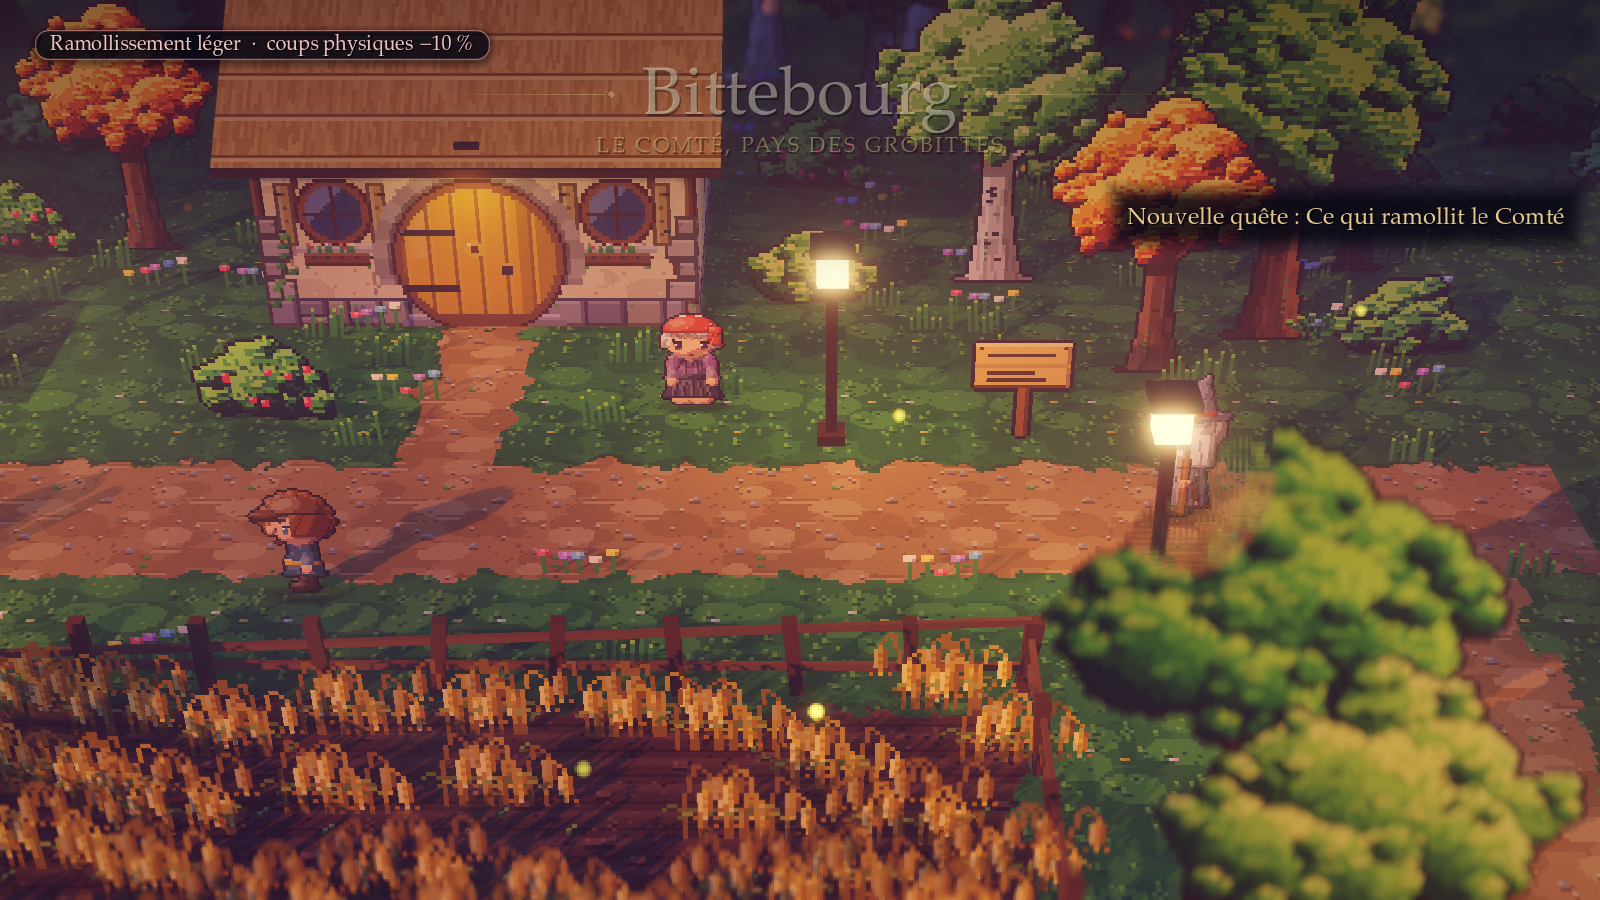 Ramollissement léger · coups physiques −10 %
Bittebourg
LE COMTÉ, PAYS DES GROBITTES
Nouvelle quête : Ce qui ramollit le Comté